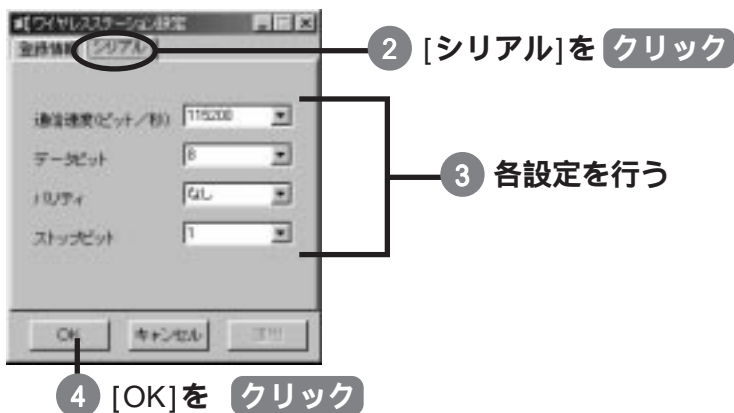 ワイヤレスステーション設定
登録情報 シリアル
2 [シリアル]を クリック
通信速度(ビット/秒) 115200
データビット 8
パリティ なし
ストップビット 1
3 各設定を行う
OK キャンセル
4 [OK]を クリック